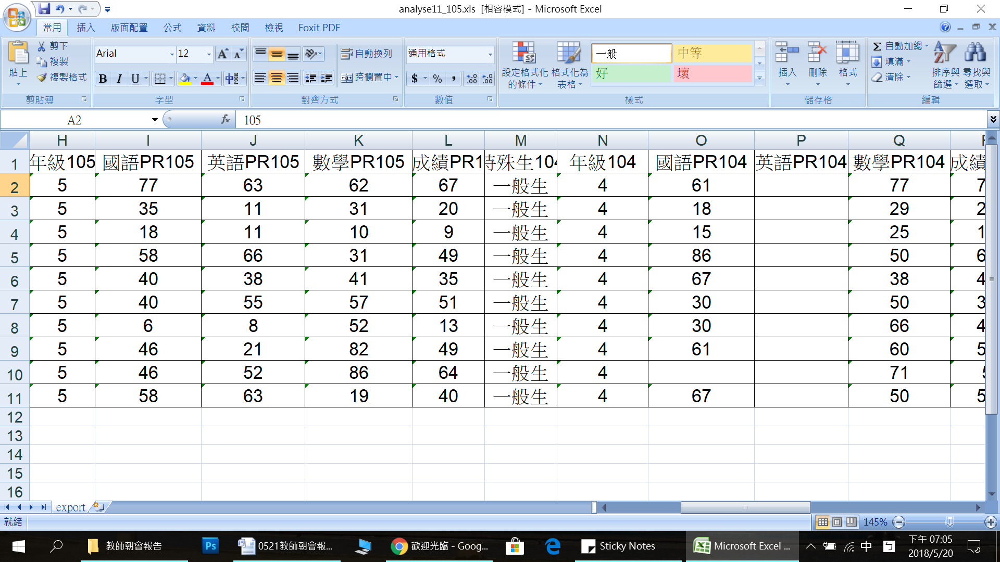 analyse11_105.xls [相容模式] - Microsoft Excel
常用 插入 版面配置 公式 資料 校閱 檢視 Foxit PDF
貼上 剪下 複製 複製格式 剪貼簿
Arial 12 A A B I U A 中 字型
自動換列 跨欄置中 對齊方式
通用格式 $ % , .00 .00 數值
設定格式化的條件 格式化為表格 一般 中等 好 壞 樣式
插入 刪除 格式 儲存格
Σ 自動加總 填滿 清除 排序與篩選 尋找與選取 編輯
A2 fx 105
H I J K L M N O P Q
1 年級105 國語PR105 英語PR105 數學PR105 成績PR1 特殊生104 年級104 國語PR104 英語PR104 數學PR104 成績
2 5 77 63 62 67 一般生 4 61 77 7
3 5 35 11 31 20 一般生 4 18 29 2
4 5 18 11 10 9 一般生 4 15 25 1
5 5 58 66 31 49 一般生 4 86 50 6
6 5 40 38 41 35 一般生 4 67 38 4
7 5 40 55 57 51 一般生 4 30 50 3
8 5 6 8 52 13 一般生 4 30 66 4
9 5 46 21 82 49 一般生 4 61 60 5
10 5 46 52 86 64 一般生 4 71 5
11 5 58 63 19 40 一般生 4 67 50 5
12
13
14
15
16
export
就緒 145%
教師朝會報告 Ps 0521教師朝會報... 歡迎光臨 - Goog... Sticky Notes Microsoft Excel ... 中 ㄅ 下午 07:05
2018/5/20